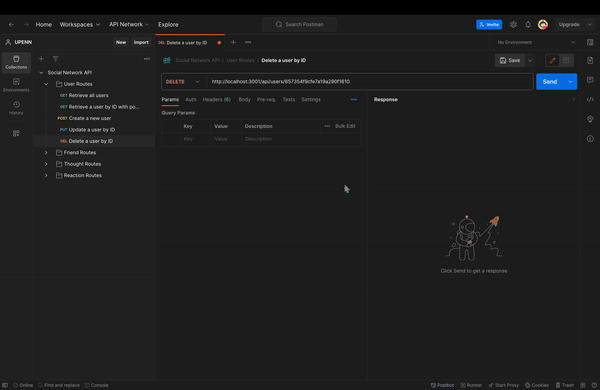 Home Workspaces API Network Explore Search Postman Invite Upgrade
UPENN New Import DEL Delete a user by ID No Environment
Collections
Environments
History
Social Network API
User Routes
GET Retrieve all users
GET Retrieve a user by ID with po...
POST Create a new user
PUT Update a user by ID
DEL Delete a user by ID
Friend Routes
Thought Routes
Reaction Routes
Social Network API / User Routes / Delete a user by ID Save
DELETE http://localhost:3001/api/users/657354f9cfe7a19a290f1610 Send
Params Auth Headers (6) Body Pre-req. Tests Settings
Query Params
Key Value Description Bulk Edit
Key Value Description
Response
Click Send to get a response
Online Find and replace Console Postbot Runner Start Proxy Cookies Trash